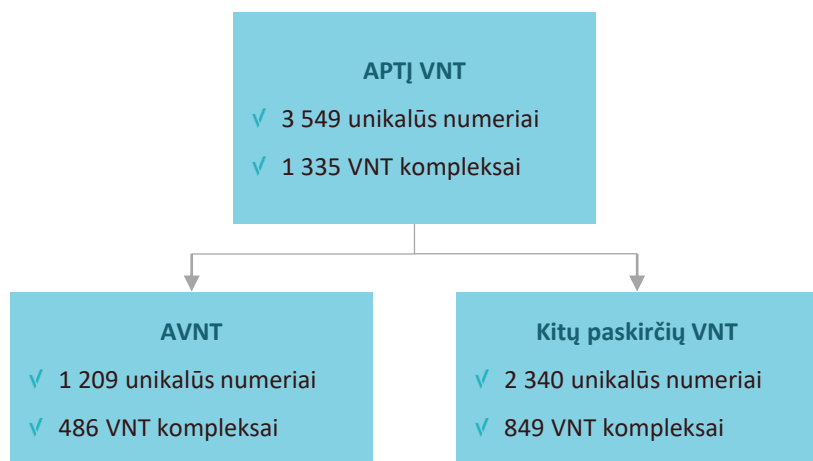 APTĮ VNT
√ 3 549 unikalūs numeriai
√ 1 335 VNT kompleksai
AVNT
√ 1 209 unikalūs numeriai
√ 486 VNT kompleksai
Kitų paskirčių VNT
√ 2 340 unikalūs numeriai
√ 849 VNT kompleksai